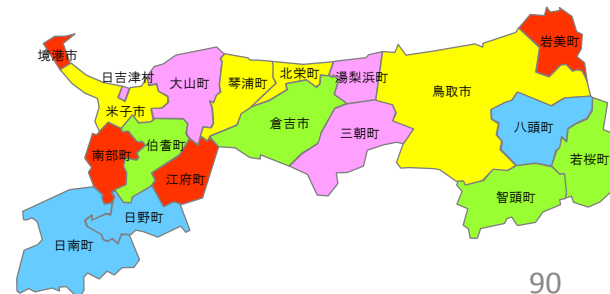 境港市
岩美町
日吉津村
大山町
琴浦町
北栄町
湯梨浜町
鳥取市
米子市
倉吉市
三朝町
八頭町
南部町
伯耆町
若桜町
江府町
智頭町
日野町
日南町
90